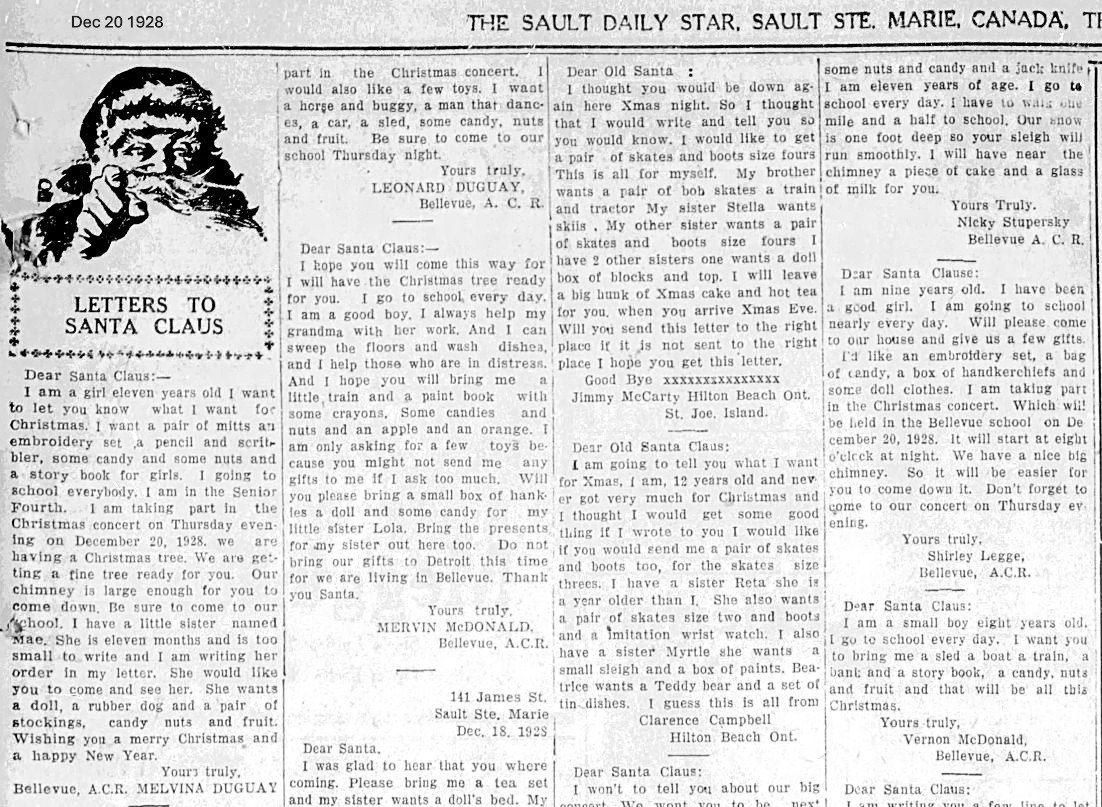 Dec 20 1928
THE SAULT DAILY STAR, SAULT STE. MARIE, CANADA,
LETTERS TO
SANTA CLAUS
Dear Santa Claus:—
I am a girl eleven years old I want
to let you know what I want for
Christmas. I want a pair of mitts an
embroidery set ,a pencil and scrib-
bler, some candy and some nuts and
a story book for girls. I going to
school everybody. I am in the Senior
Fourth. I am taking part in the
Christmas concert on Thursday even-
ing on December 20, 1928. we are
having a Christmas tree. We are get-
ting a fine tree ready for you. Our
chimney is large enough for you to
come down. Be sure to come to our
school. I have a little sister named
Mae. She is eleven months and is too
small to write and I am writing her
order in my letter. She would like
you to come and see her. She wants
a doll, a rubber dog and a pair of
stockings, candy nuts and fruit.
Wishing you a merry Christmas and
a happy New Year.
Yours truly,
Bellevue, A.C.R. MELVINA DUGUAY
part in the Christmas concert. I
would also like a few toys. I want
a horse and buggy, a man that danc-
es, a car, a sled, some candy, nuts
and fruit. Be sure to come to our
school Thursday night.
Yours truly,
LEONARD DUGUAY,
Bellevue, A. C. R.
Dear Santa Claus:—
I hope you will come this way for
I will have the Christmas tree ready
for you. I go to school every day.
I am a good boy. I always help my
grandma with her work. And I can
sweep the floors and wash dishes,
and I help those who are in distress.
And I hope you will bring me a
little train and a paint book with
some crayons. Some candies and
nuts and an apple and an orange. I
am only asking for a few toys be-
cause you might not send me any
gifts to me if I ask too much. Will
you please bring a small box of hank-
ies a doll and some candy for my
little sister Lola. Bring the presents
for my sister out here too. Do not
bring our gifts to Detroit this time
for we are living in Bellevue. Thank
you Santa.
Yours truly,
MERVIN McDONALD,
Bellevue, A.C.R.
141 James St.
Sault Ste. Marie
Dec. 18. 1928
Dear Santa,
I was glad to hear that you where
coming. Please bring me a tea set
and my sister wants a doll's bed. My
Dear Old Santa :
I thought you would be down ag-
ain here Xmas night. So I thought
that I would write and tell you so
you would know. I would like to get
a pair of skates and boots size fours
This is all for myself. My brother
wants a pair of bob skates a train
and tractor My sister Stella wants
skiis . My other sister wants a pair
of skates and boots size fours I
have 2 other sisters one wants a doll
box of blocks and top. I will leave
a big hunk of Xmas cake and hot tea
for you, when you arrive Xmas Eve.
Will you send this letter to the right
place if it is not sent to the right
place I hope you get this letter.
Good Bye xxxxxxxxxxxxxxx
Jimmy McCarty Hilton Beach Ont.
St. Joe. Island.
Dear Old Santa Claus:
I am going to tell you what I want
for Xmas. I am, 12 years old and nev
er got very much for Christmas and
I thought I would get some good
thing if I wrote to you I would like
if you would send me a pair of skates
and boots too, for the skates size
threes. I have a sister Reta she is
a year older than I. She also wants
a pair of skates size two and boots
and a imitation wrist watch. I also
have a sister Myrtle she wants a
small sleigh and a box of paints. Bea-
trice wants a Teddy bear and a set of
tin dishes. I guess this is all from
Clarence Campbell
Hilton Beach Ont.
Dear Santa Claus:
I won't to tell you about our big
concert. We wont you to be next
some nuts and candy and a jack knife
I am eleven years of age. I go to
school every day. I have to walk one
mile and a half to school. Our snow
is one foot deep so your sleigh will
run smoothly. I will have near the
chimney a piece of cake and a glass
of milk for you.
Yours Truly.
Nicky Stupersky
Bellevue A. C. R.
Dear Santa Clause:
I am nine years old. I have been
a good girl. I am going to school
nearly every day. Will please come
to our house and give us a few gifts.
I'd like an embroidery set, a bag
of candy, a box of handkerchiefs and
some doll clothes. I am taking part
in the Christmas concert. Which will
be held in the Bellevue school on De
cember 20, 1928. It will start at eight
o'clcck at night. We have a nice big
chimney. So it will be easier for
you to come down it. Don't forget to
come to our concert on Thursday ev
ening.
Yours truly,
Shirley Legge,
Bellevue, A.C.R.
Dear Santa Claus:
I am a small boy eight years old.
I go to school every day. I want you
to bring me a sled a boat a train, a
bank and a story book, a candy, nuts
and fruit and that will be all this
Christmas.
Yours truly,
Vernon McDonald,
Bellevue, A.C.R.
Dear Santa Claus:
I am writing you a few line to let